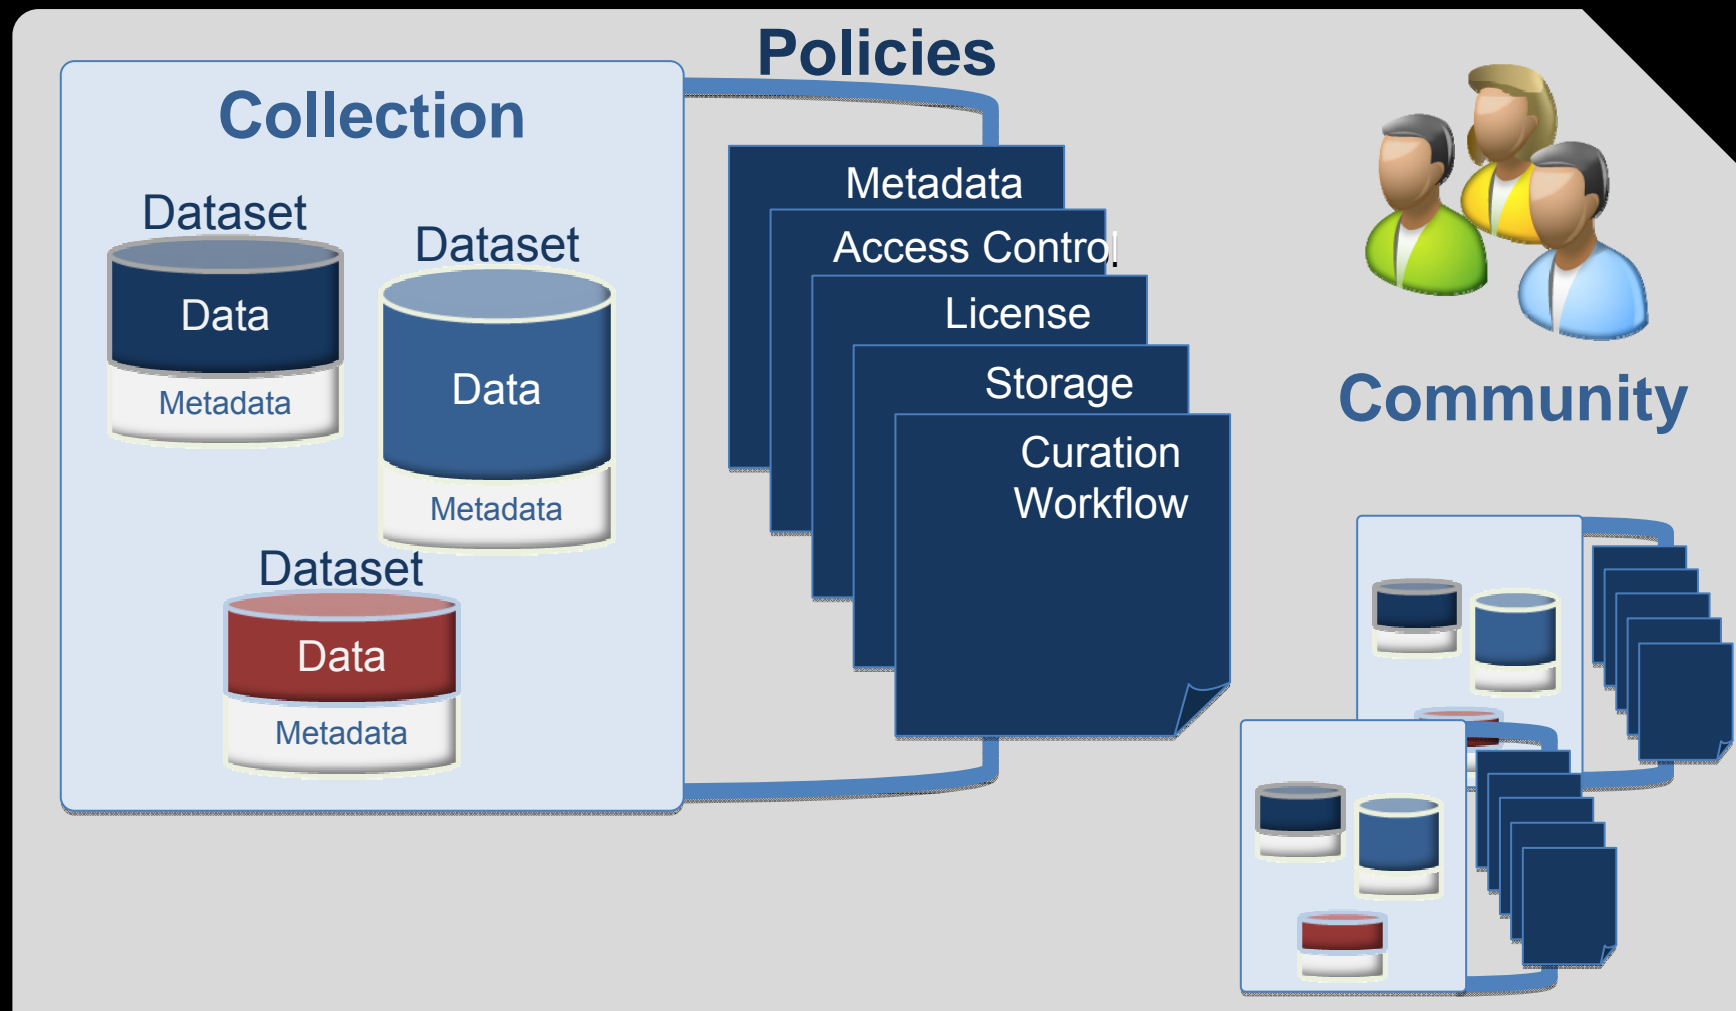 Policies
Collection
Dataset
Data
Metadata
Dataset
Data
Metadata
Dataset
Data
Metadata
Metadata
Access Control
License
Storage
Curation
Workflow
Community